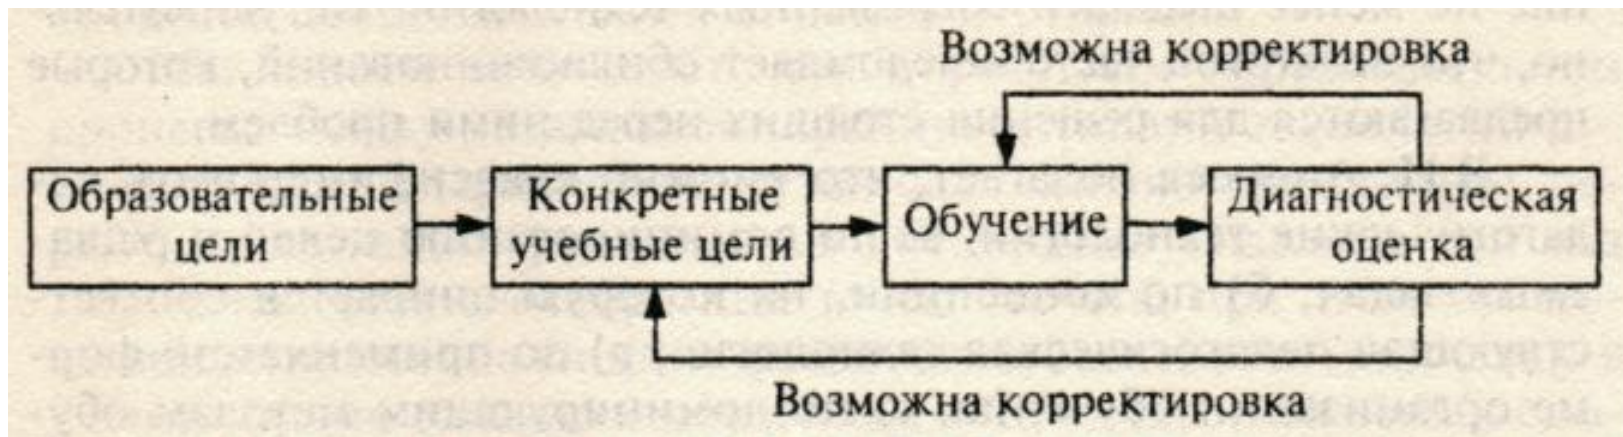 Возможна корректировка
Образовательные
цели
Конкретные
учебные цели
Обучение
Диагностическая
оценка
Возможна корректировка